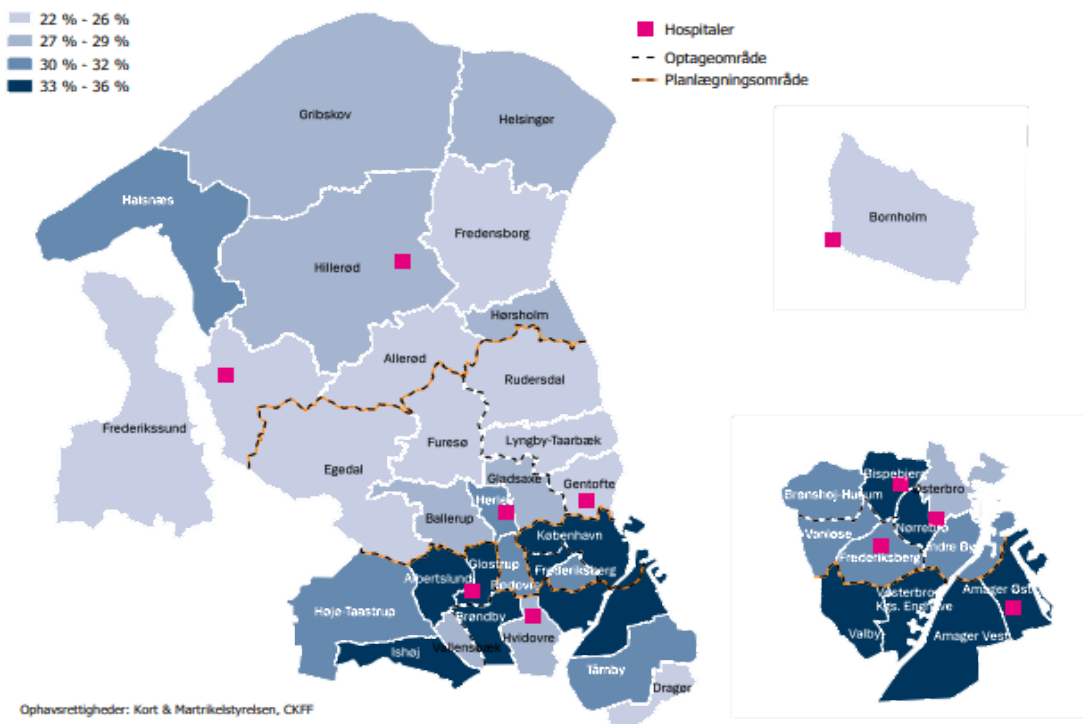 22 % - 26 %
27 % - 29 %
30 % - 32 %
33 % - 36 %
Hospitaler
Optageområde
Planlægningsområde
Gribskov
Helsingør
Halsnæs
Fredensborg
Hillerød
Hørsholm
Allerød
Rudersdal
Frederikssund
Furesø
Lyngby-Taarbæk
Egedal
Gladsaxe
Gentofte
Herlev
Ballerup
København
Glostrup
Albertslund
Frederiksberg
Rødovre
Høje-Taastrup
Brøndby
Hvidovre
Vallensbæk
Ishøj
Tårnby
Dragør
Bornholm
Bispebjerg
Østerbro
Brønshøj-Husum
Nørrebro
Vanløse
Indre By
Frederiksberg
Vesterbro
Kgs. Enghave
Amager Øst
Valby
Amager Vest
Ophavsrettigheder: Kort & Martrikelstyrelsen, CKFF